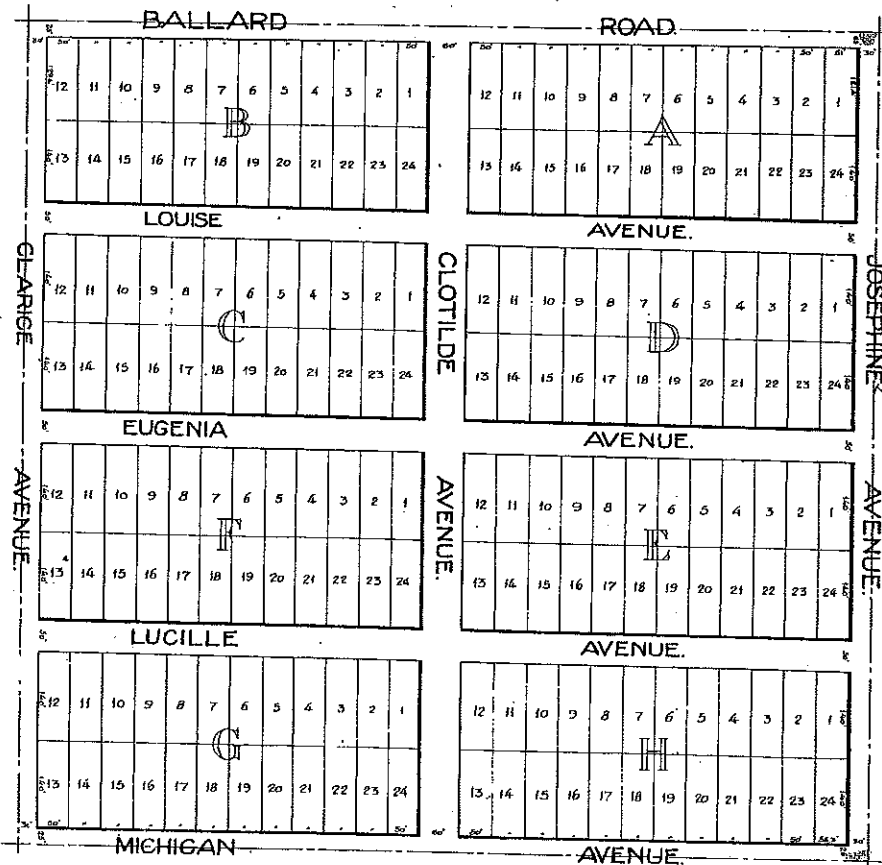 BALLARD ROAD
12 11 10 9 8 7 6 5 4 3 2 1
B
13 14 15 16 17 18 19 20 21 22 23 24
12 11 10 9 8 7 6 5 4 3 2 1
A
13 14 15 16 17 18 19 20 21 22 23 24
LOUISE AVENUE.
CLARICE AVENUE.
CLOTILDE AVENUE.
JOSEPHINE AVENUE.
12 11 10 9 8 7 6 5 4 3 2 1
C
13 14 15 16 17 18 19 20 21 22 23 24
12 11 10 9 8 7 6 5 4 3 2 1
D
13 14 15 16 17 18 19 20 21 22 23 24
EUGENIA AVENUE.
12 11 10 9 8 7 6 5 4 3 2 1
F
13 14 15 16 17 18 19 20 21 22 23 24
12 11 10 9 8 7 6 5 4 3 2 1
E
13 14 15 16 17 18 19 20 21 22 23 24
LUCILLE AVENUE.
12 11 10 9 8 7 6 5 4 3 2 1
G
13 14 15 16 17 18 19 20 21 22 23 24
12 11 10 9 8 7 6 5 4 3 2 1
H
13 14 15 16 17 18 19 20 21 22 23 24
MICHIGAN AVENUE.